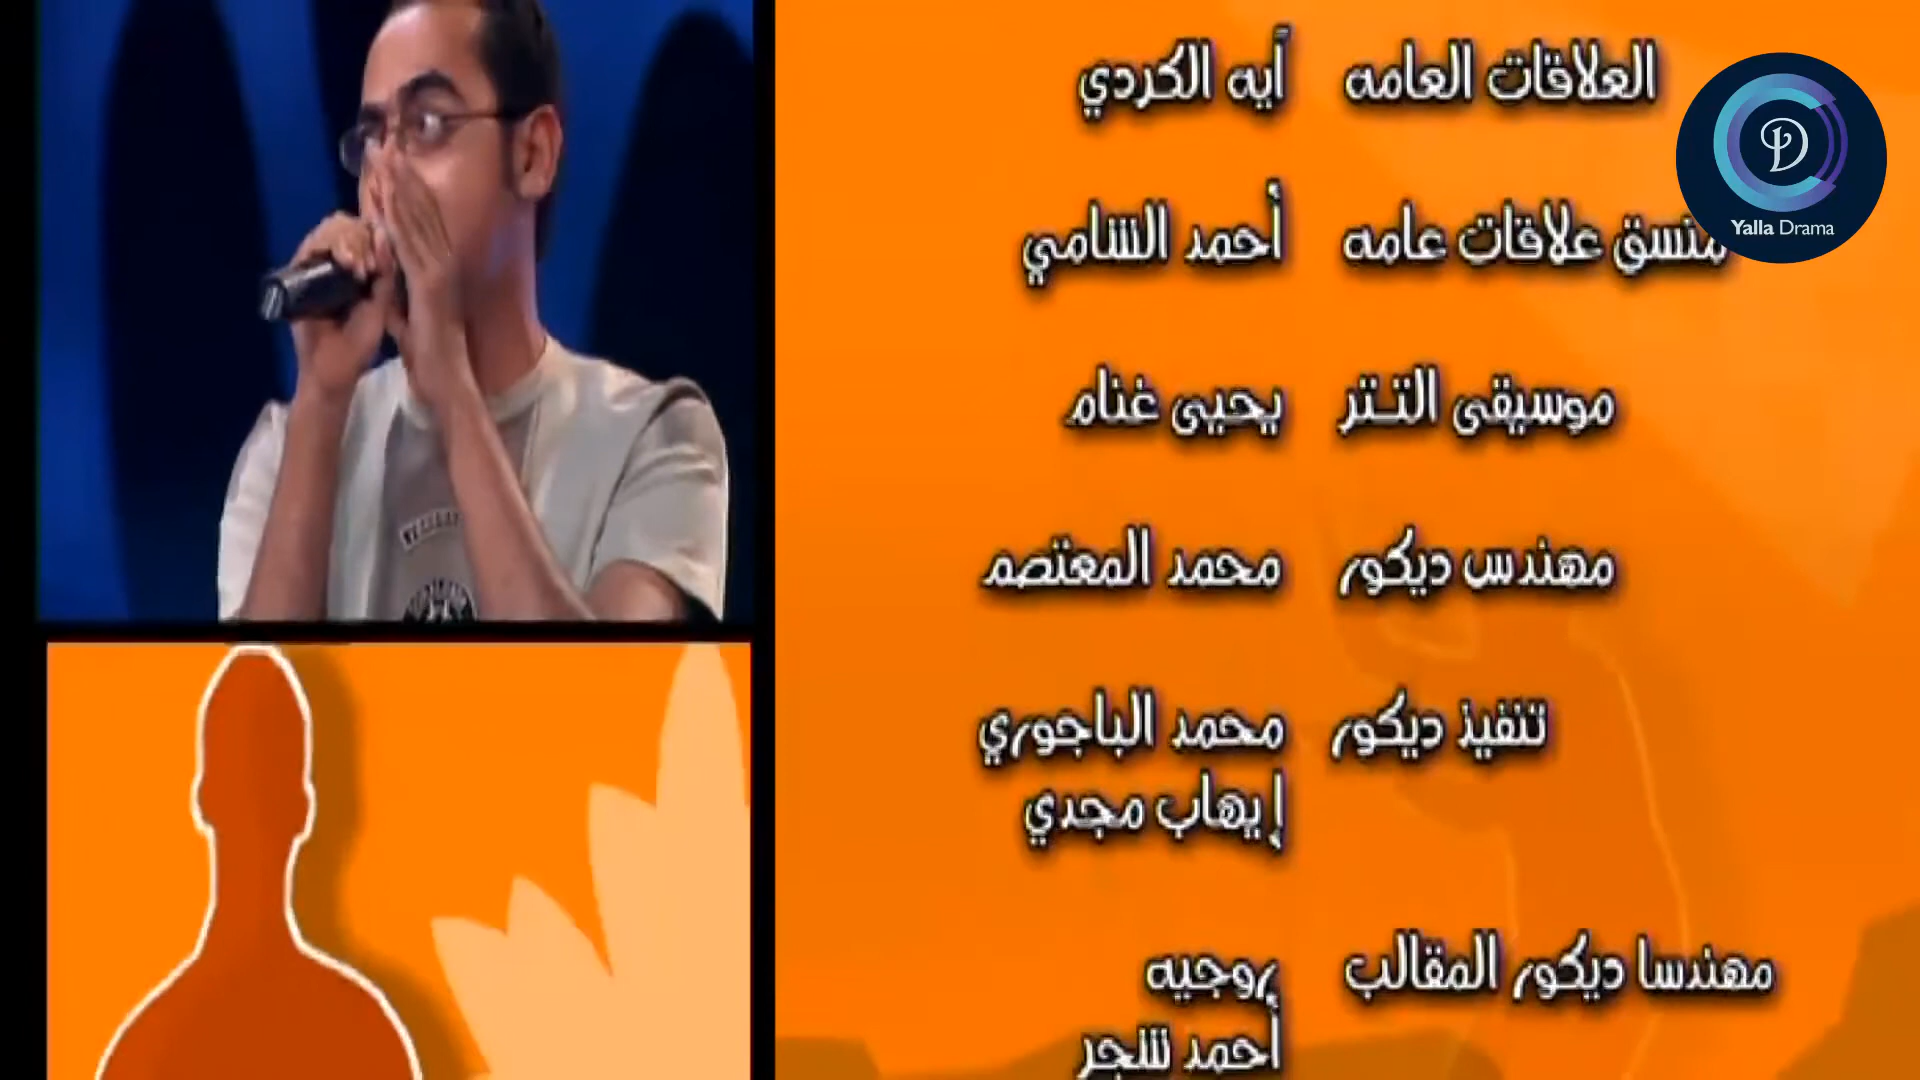 العلاقات العامه أيه الكردي
منسق علاقات عامه أحمد الشامي
موسيقى التـتر يحيى غنام
مهندس ديكور محمد المعتصم
تنفيذ ديكور محمد الباجوري
إيهاب مجدي
مهندسا ديكور المقالب روجيه
أحمد شجر
Yalla Drama